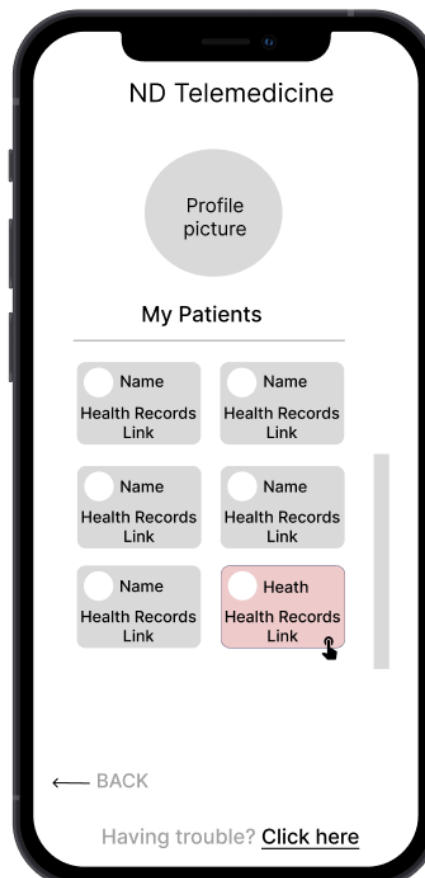 ND Telemedicine
Profile
picture
My Patients
Name
Health Records
Link
Name
Health Records
Link
Name
Health Records
Link
Name
Health Records
Link
Name
Health Records
Link
Heath
Health Records
Link
BACK
Having trouble? Click here